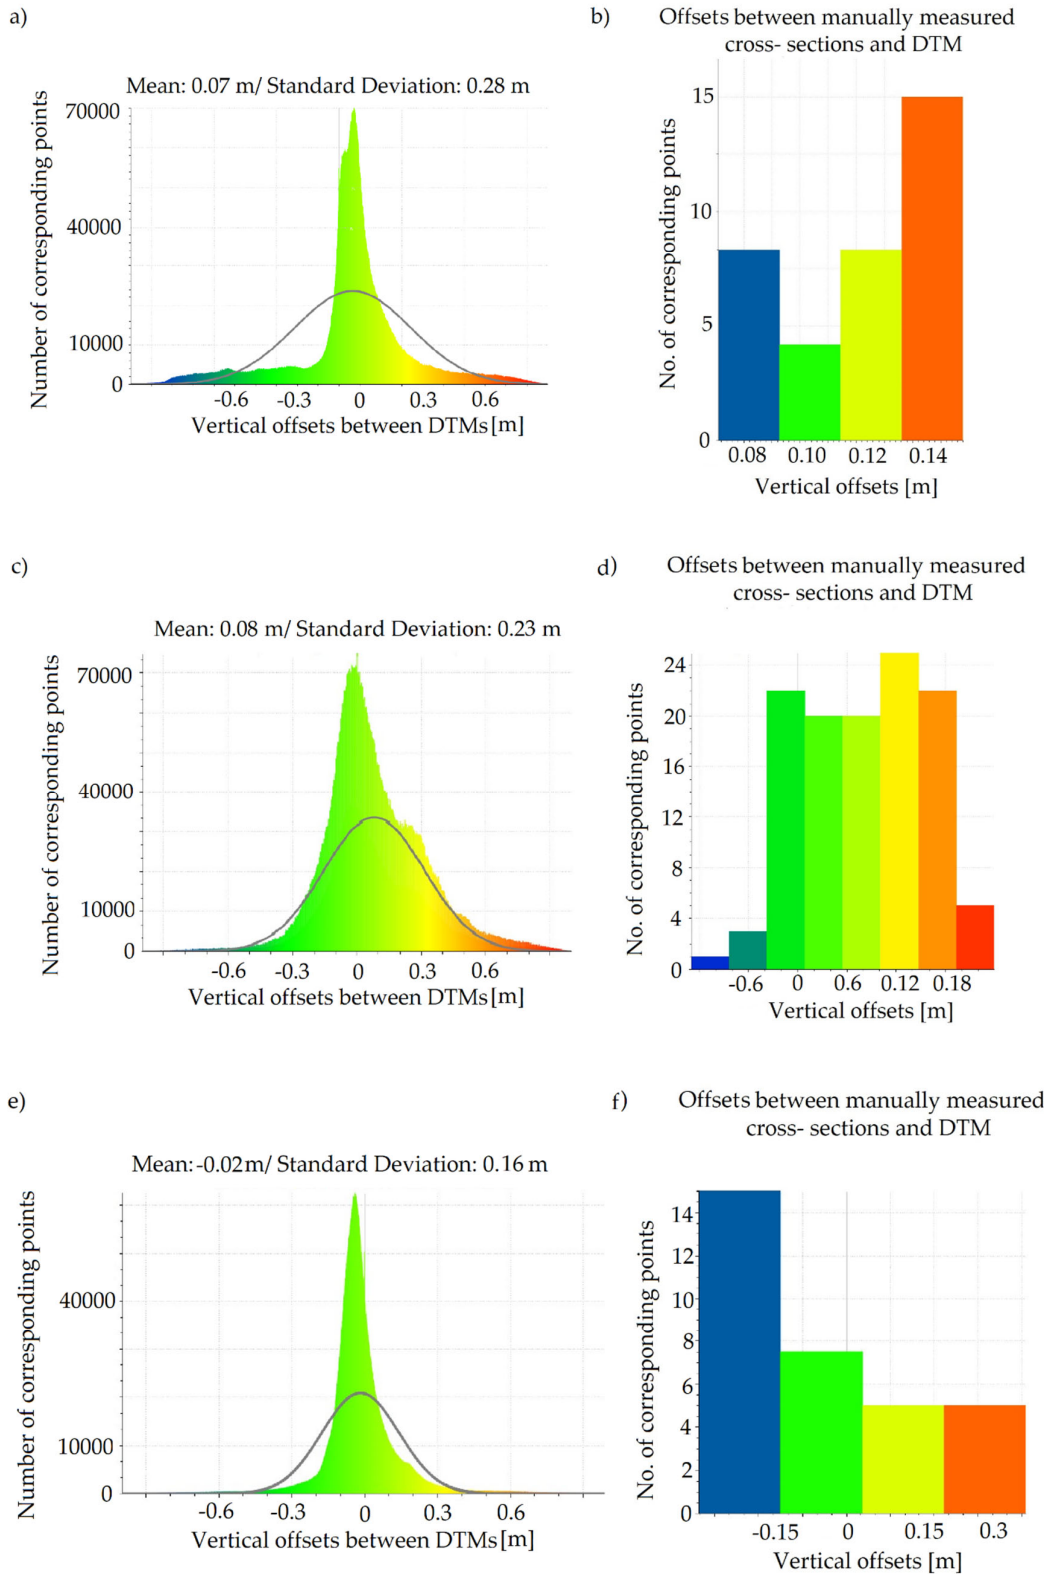 a)
Mean: 0.07 m/ Standard Deviation: 0.28 m
Number of corresponding points
70000
40000
10000
0
-0.6 -0.3 0 0.3 0.6
Vertical offsets between DTMs [m]
b)
Offsets between manually measured
cross- sections and DTM
No. of corresponding points
15
10
5
0
0.08 0.10 0.12 0.14
Vertical offsets [m]
c)
Mean: 0.08 m/ Standard Deviation: 0.23 m
Number of corresponding points
70000
40000
10000
0
-0.6 -0.3 0 0.3 0.6
Vertical offsets between DTMs [m]
d)
Offsets between manually measured
cross- sections and DTM
No. of corresponding points
24
20
16
12
8
4
0
-0.6 0 0.6 0.12 0.18
Vertical offsets [m]
e)
Mean: -0.02m/ Standard Deviation: 0.16 m
Number of corresponding points
40000
10000
0
-0.6 -0.3 0 0.3 0.6
Vertical offsets between DTMs [m]
f)
Offsets between manually measured
cross- sections and DTM
No. of corresponding points
14
12
10
8
6
4
2
0
-0.15 0 0.15 0.3
Vertical offsets [m]